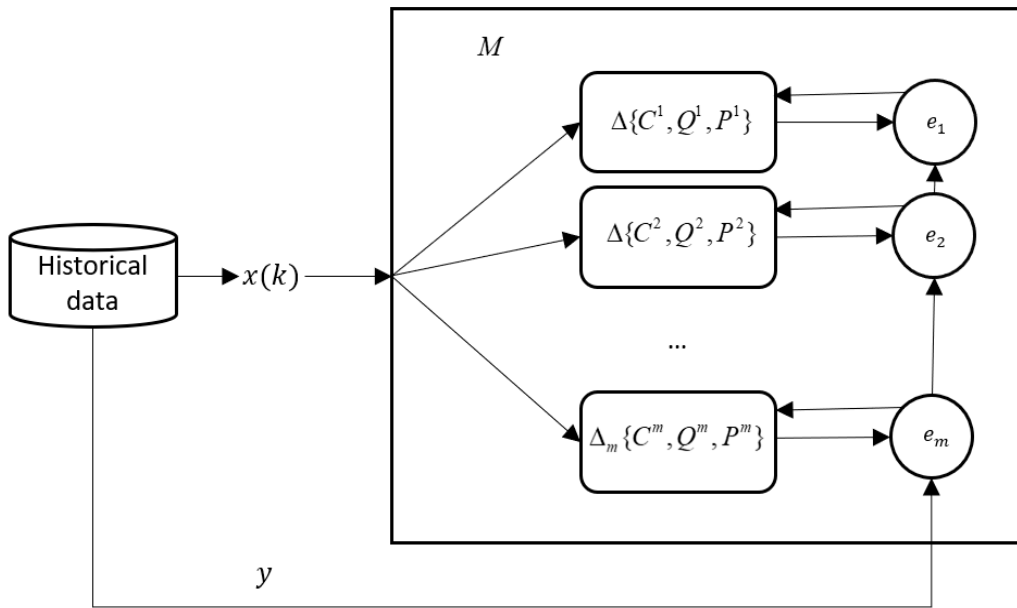 M
Δ{C¹,Q¹,P¹}
e₁
Δ{C²,Q²,P²}
e₂
Historical
data
x(k)
...
Δₘ{Cᵐ,Qᵐ,Pᵐ}
eₘ
y